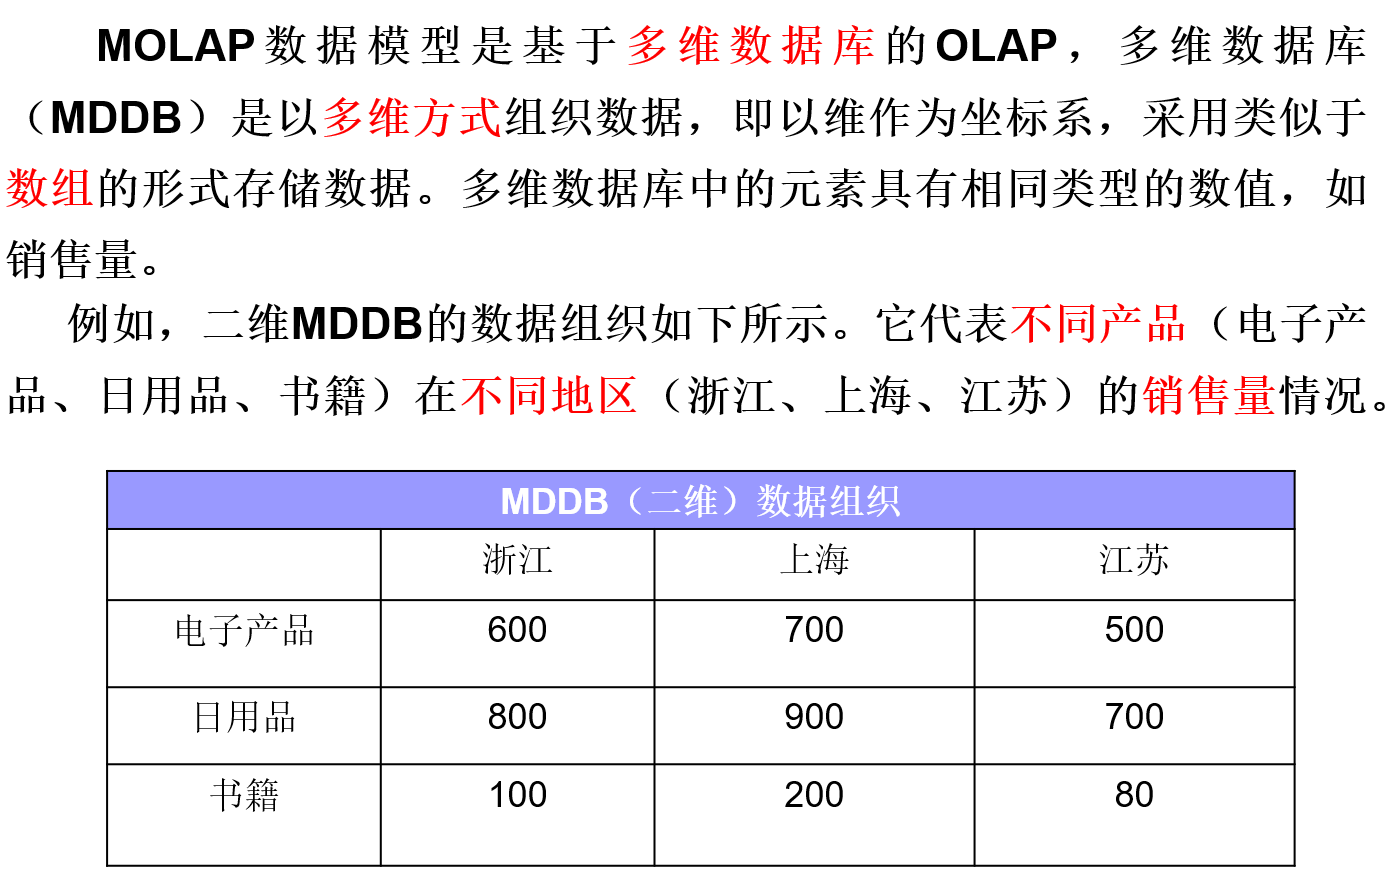 MOLAP数据模型是基于多维数据库的OLAP，多维数据库
（MDDB）是以多维方式组织数据，即以维作为坐标系，采用类似于
数组的形式存储数据。多维数据库中的元素具有相同类型的数值，如
销售量。
例如，二维MDDB的数据组织如下所示。它代表不同产品（电子产
品、日用品、书籍）在不同地区（浙江、上海、江苏）的销售量情况。
MDDB（二维）数据组织
浙江 上海 江苏
电子产品 600 700 500
日用品 800 900 700
书籍 100 200 80